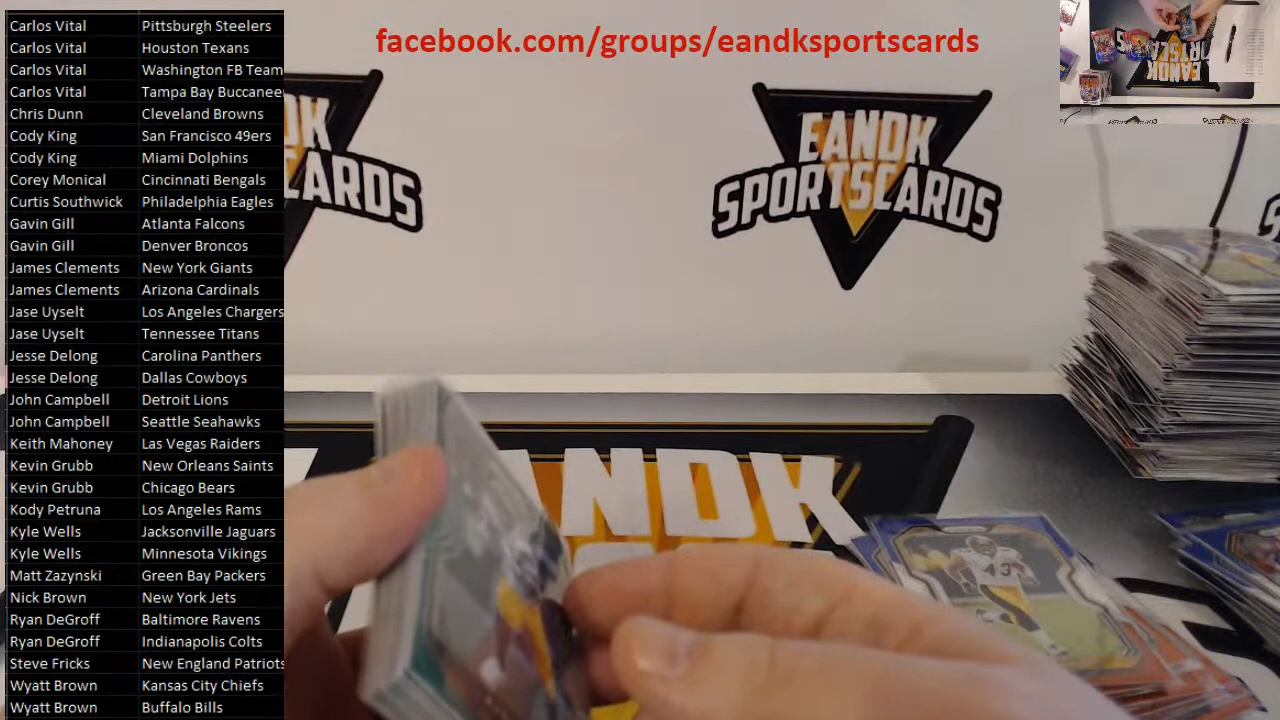 Carlos Vital Pittsburgh Steelers
Carlos Vital Houston Texans
Carlos Vital Washington FB Team
Carlos Vital Tampa Bay Buccanee
Chris Dunn Cleveland Browns
Cody King San Francisco 49ers
Cody King Miami Dolphins
Corey Monical Cincinnati Bengals
Curtis Southwick Philadelphia Eagles
Gavin Gill Atlanta Falcons
Gavin Gill Denver Broncos
James Clements New York Giants
James Clements Arizona Cardinals
Jase Uyselt Los Angeles Chargers
Jase Uyselt Tennessee Titans
Jesse Delong Carolina Panthers
Jesse Delong Dallas Cowboys
John Campbell Detroit Lions
John Campbell Seattle Seahawks
Keith Mahoney Las Vegas Raiders
Kevin Grubb New Orleans Saints
Kevin Grubb Chicago Bears
Kody Petruna Los Angeles Rams
Kyle Wells Jacksonville Jaguars
Kyle Wells Minnesota Vikings
Matt Zazynski Green Bay Packers
Nick Brown New York Jets
Ryan DeGroff Baltimore Ravens
Ryan DeGroff Indianapolis Colts
Steve Fricks New England Patriots
Wyatt Brown Kansas City Chiefs
Wyatt Brown Buffalo Bills
facebook.com/groups/eandksportscards
DK
CARDS
EANDK
SPORTSCARDS
ANDK
43
EANDK